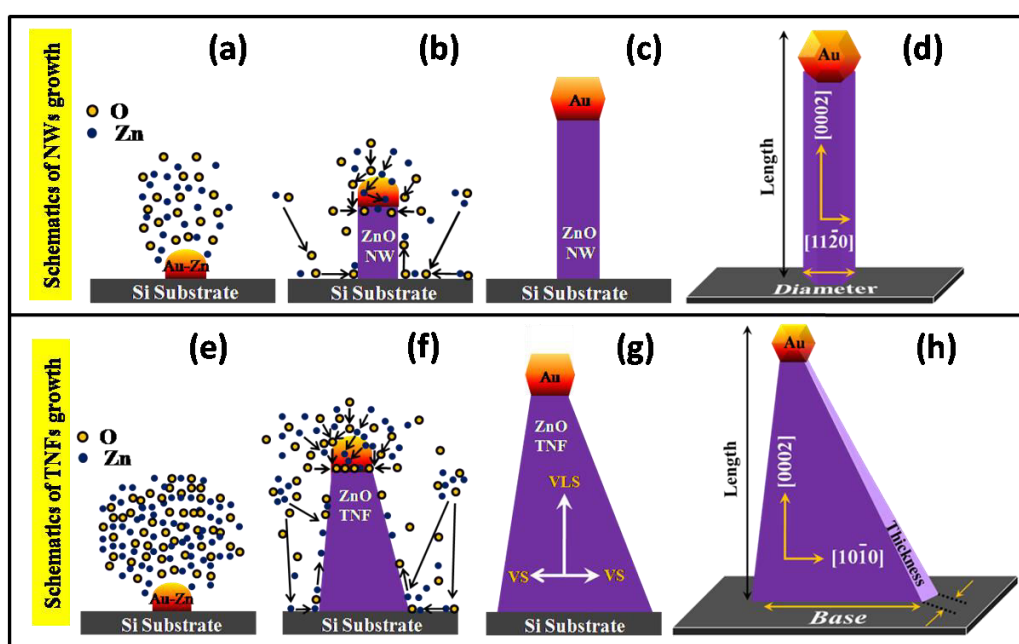 Schematics of NWs growth
(a)
O
Zn
Au-Zn
Si Substrate
(b)
ZnO
NW
Si Substrate
(c)
Au
ZnO
NW
Si Substrate
(d)
Length
Au
[0002]
[112̄0]
Diameter
Schematics of TNFs growth
(e)
O
Zn
Au-Zn
Si Substrate
(f)
ZnO
TNF
Si Substrate
(g)
Au
ZnO
TNF
VLS
VS
VS
Si Substrate
(h)
Length
Au
[0002]
[101̄0]
Thickness
Base